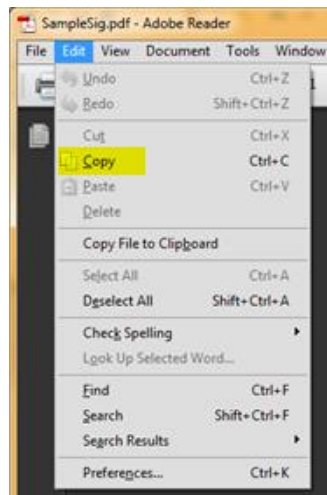 SampleSig.pdf - Adobe Reader
File Edit View Document Tools Window
Undo Ctrl+Z
Redo Shift+Ctrl+Z
Cut Ctrl+X
Copy Ctrl+C
Paste Ctrl+V
Delete
Copy File to Clipboard
Select All Ctrl+A
Deselect All Shift+Ctrl+A
Check Spelling
Look Up Selected Word...
Find Ctrl+F
Search Shift+Ctrl+F
Search Results
Preferences... Ctrl+K